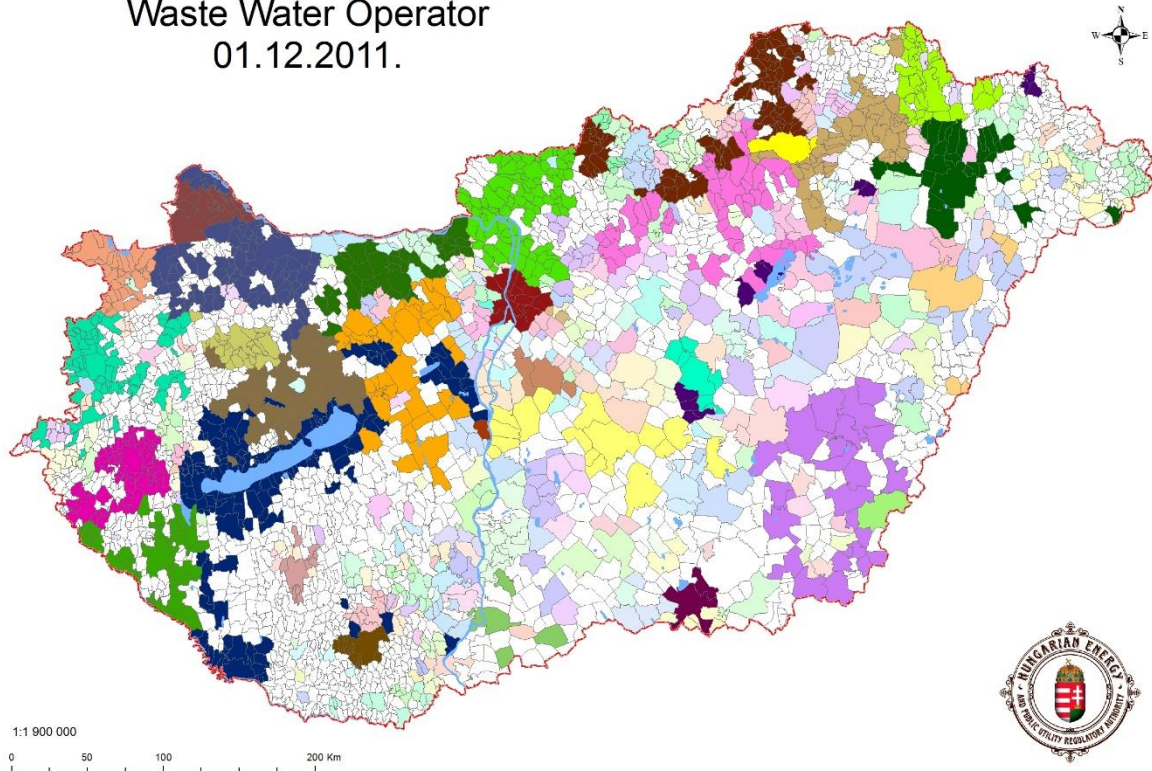 Waste Water Operator
01.12.2011.
N
W E
S
HUNGARIAN ENERGY
AND PUBLIC UTILITY REGULATORY AUTHORITY
1:1 900 000
0 50 100 200 Km